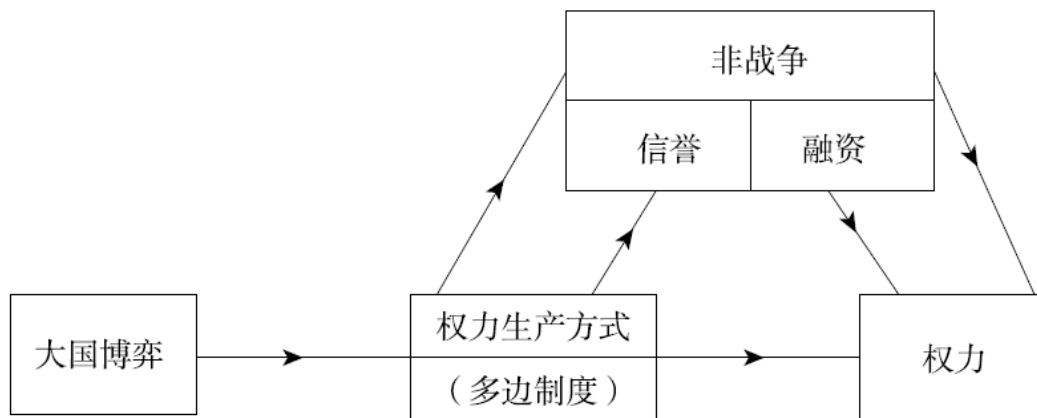 非战争
信誉
融资
大国博弈
权力生产方式
（多边制度）
权力